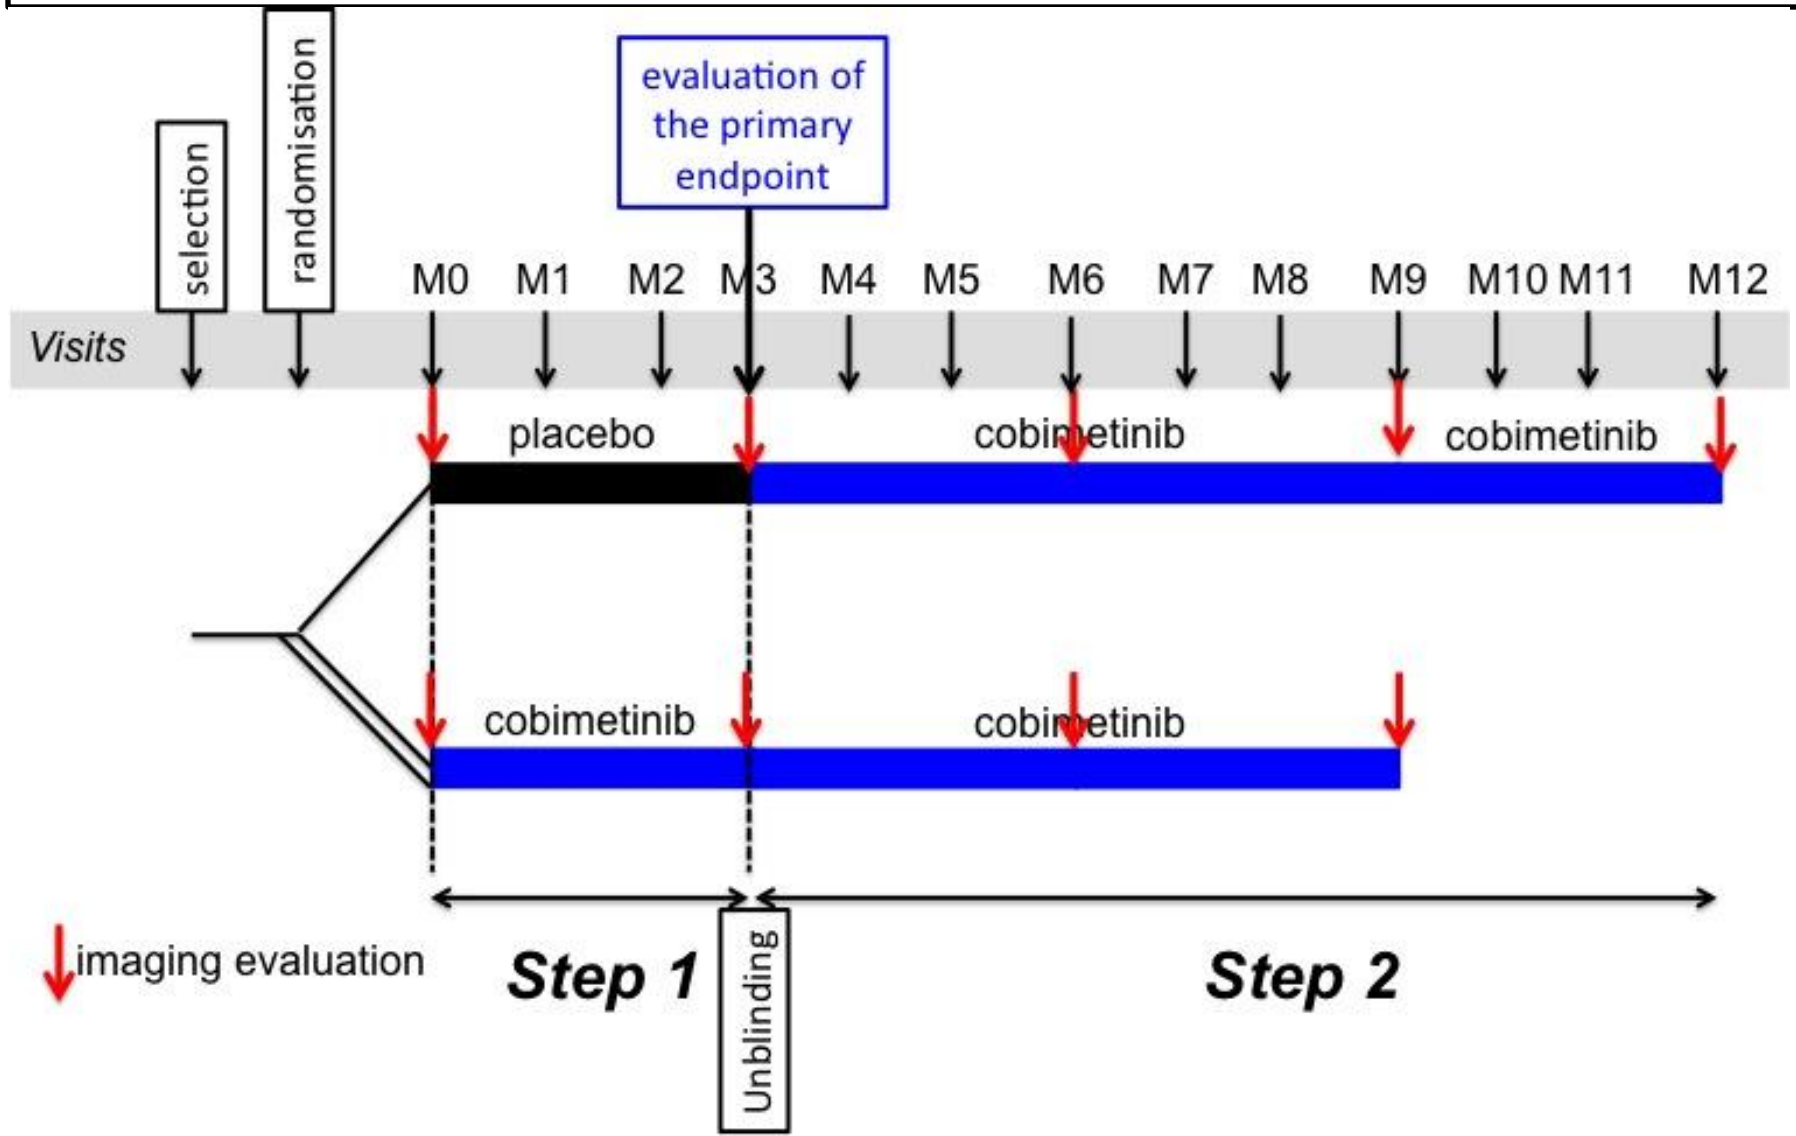 evaluation of
the primary
endpoint
selection
randomisation
M0 M1 M2 M3 M4 M5 M6 M7 M8 M9 M10 M11 M12
Visits
placebo cobimetinib cobimetinib
cobimetinib cobimetinib
imaging evaluation
Step 1 Step 2
Unblinding